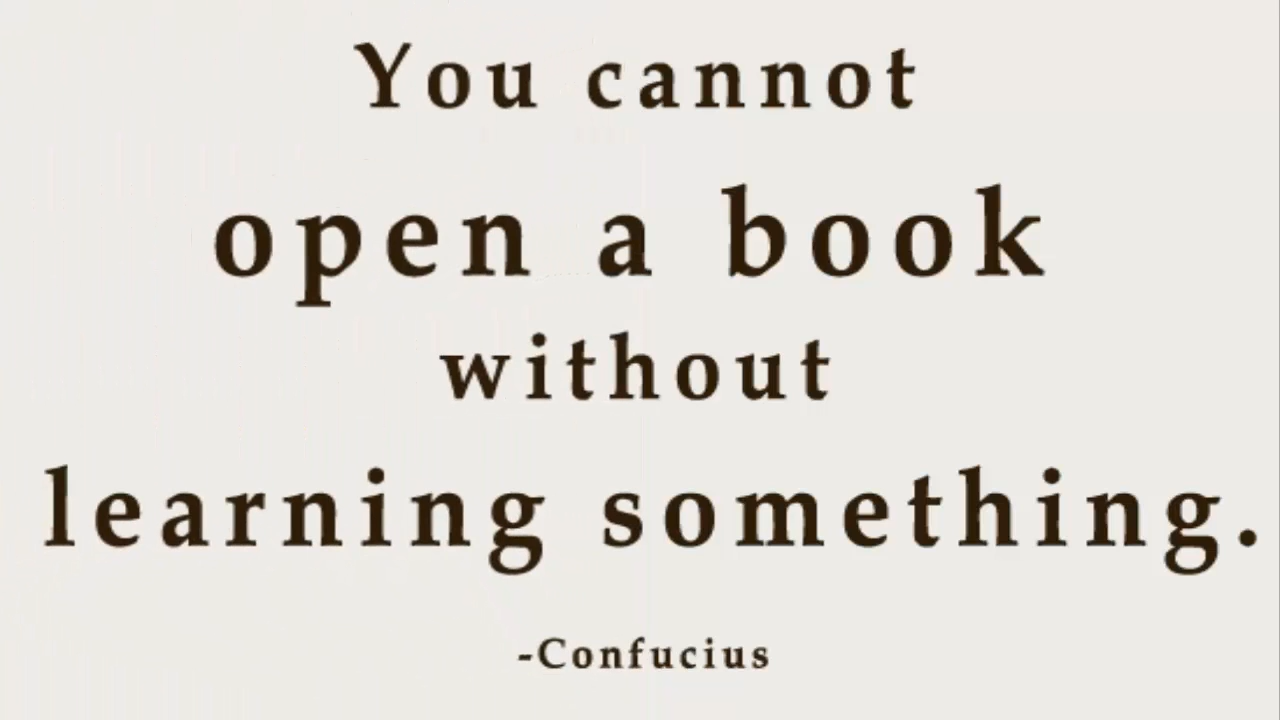 You cannot
open a book
without
learning something.
-Confucius